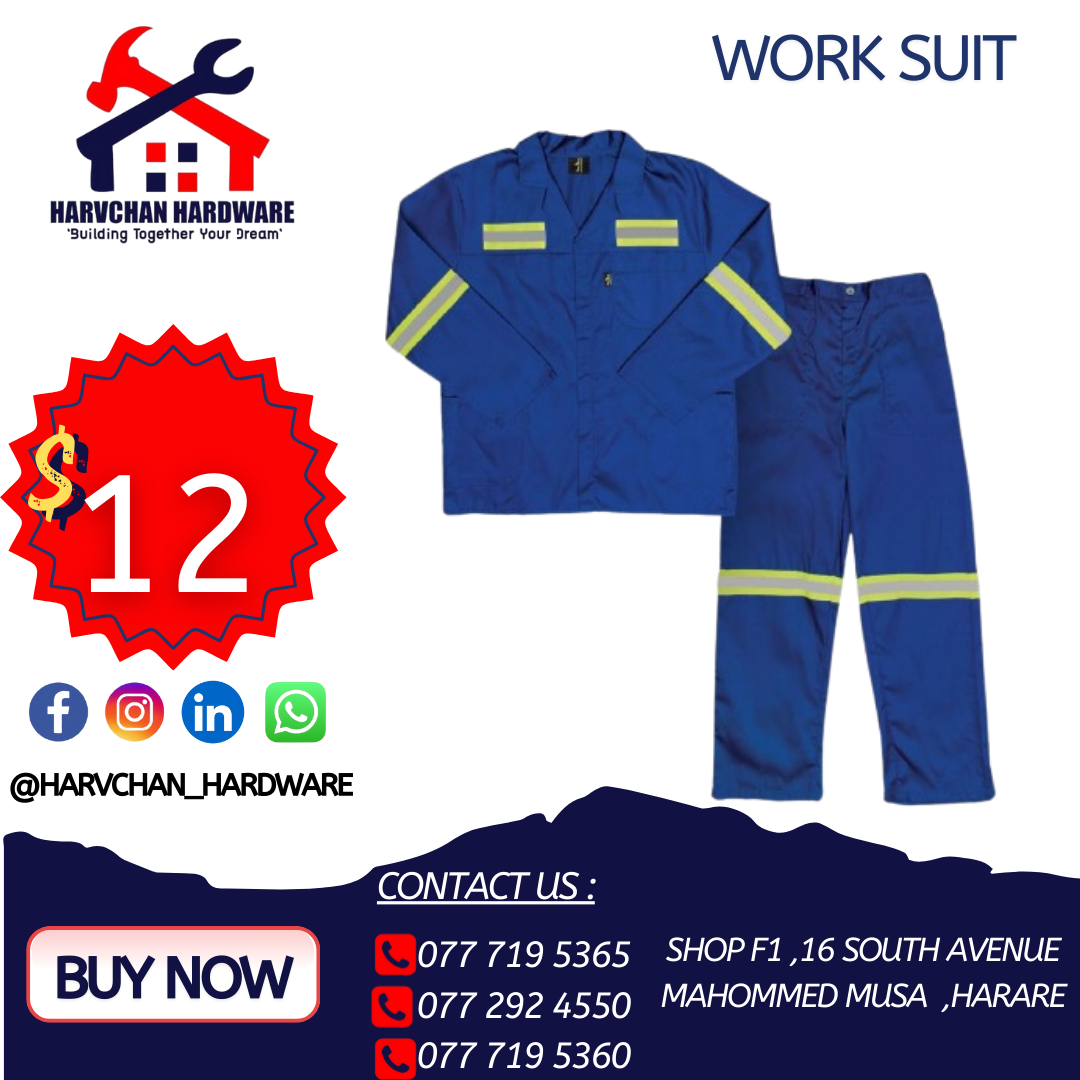 WORK SUIT
HARVCHAN HARDWARE
'Building Together Your Dream'
$12
f
in
@HARVCHAN_HARDWARE
CONTACT US :
077 719 5365
077 292 4550
077 719 5360
SHOP F1 ,16 SOUTH AVENUE
MAHOMMED MUSA ,HARARE
BUY NOW